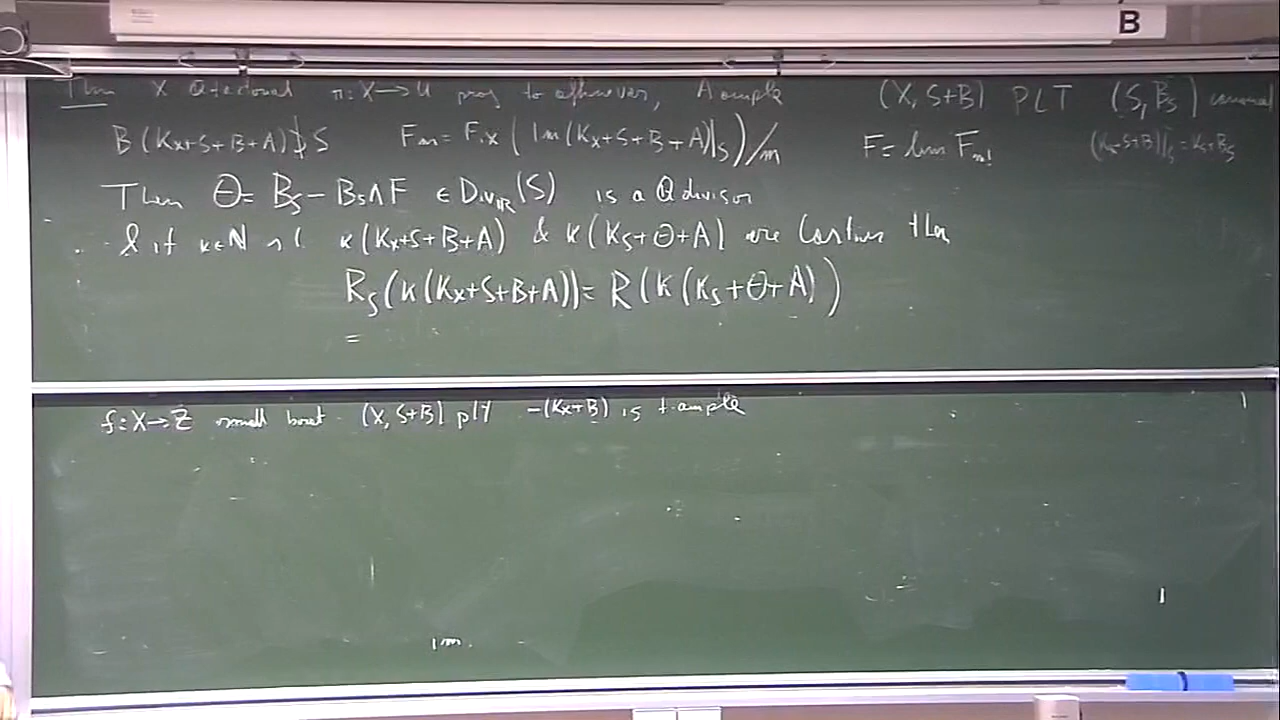 B
Thm X Q-factorial π: X → U proj to affine var, A ample (X, S+B) PLT (S, B_S) canonical
B(K_X+S+B+A) ⊅ S F_m = Fix(|m(K_X+S+B+A)|_S)/m F = lim F_{m!} (K_X+S+B)|_S = K_S+B_S
Then Θ = B_S − B_S∧F ∈ Div_ℝ(S) is a Q divisor
& if k∈ℕ s.t. k(K_X+S+B+A) & k(K_S+Θ+A) are Cartier then
R_S(k(K_X+S+B+A)) = R(k(K_S+Θ+A))
=
f: X → Z small birat. (X, S+B) plt −(K_X+B) is f-ample